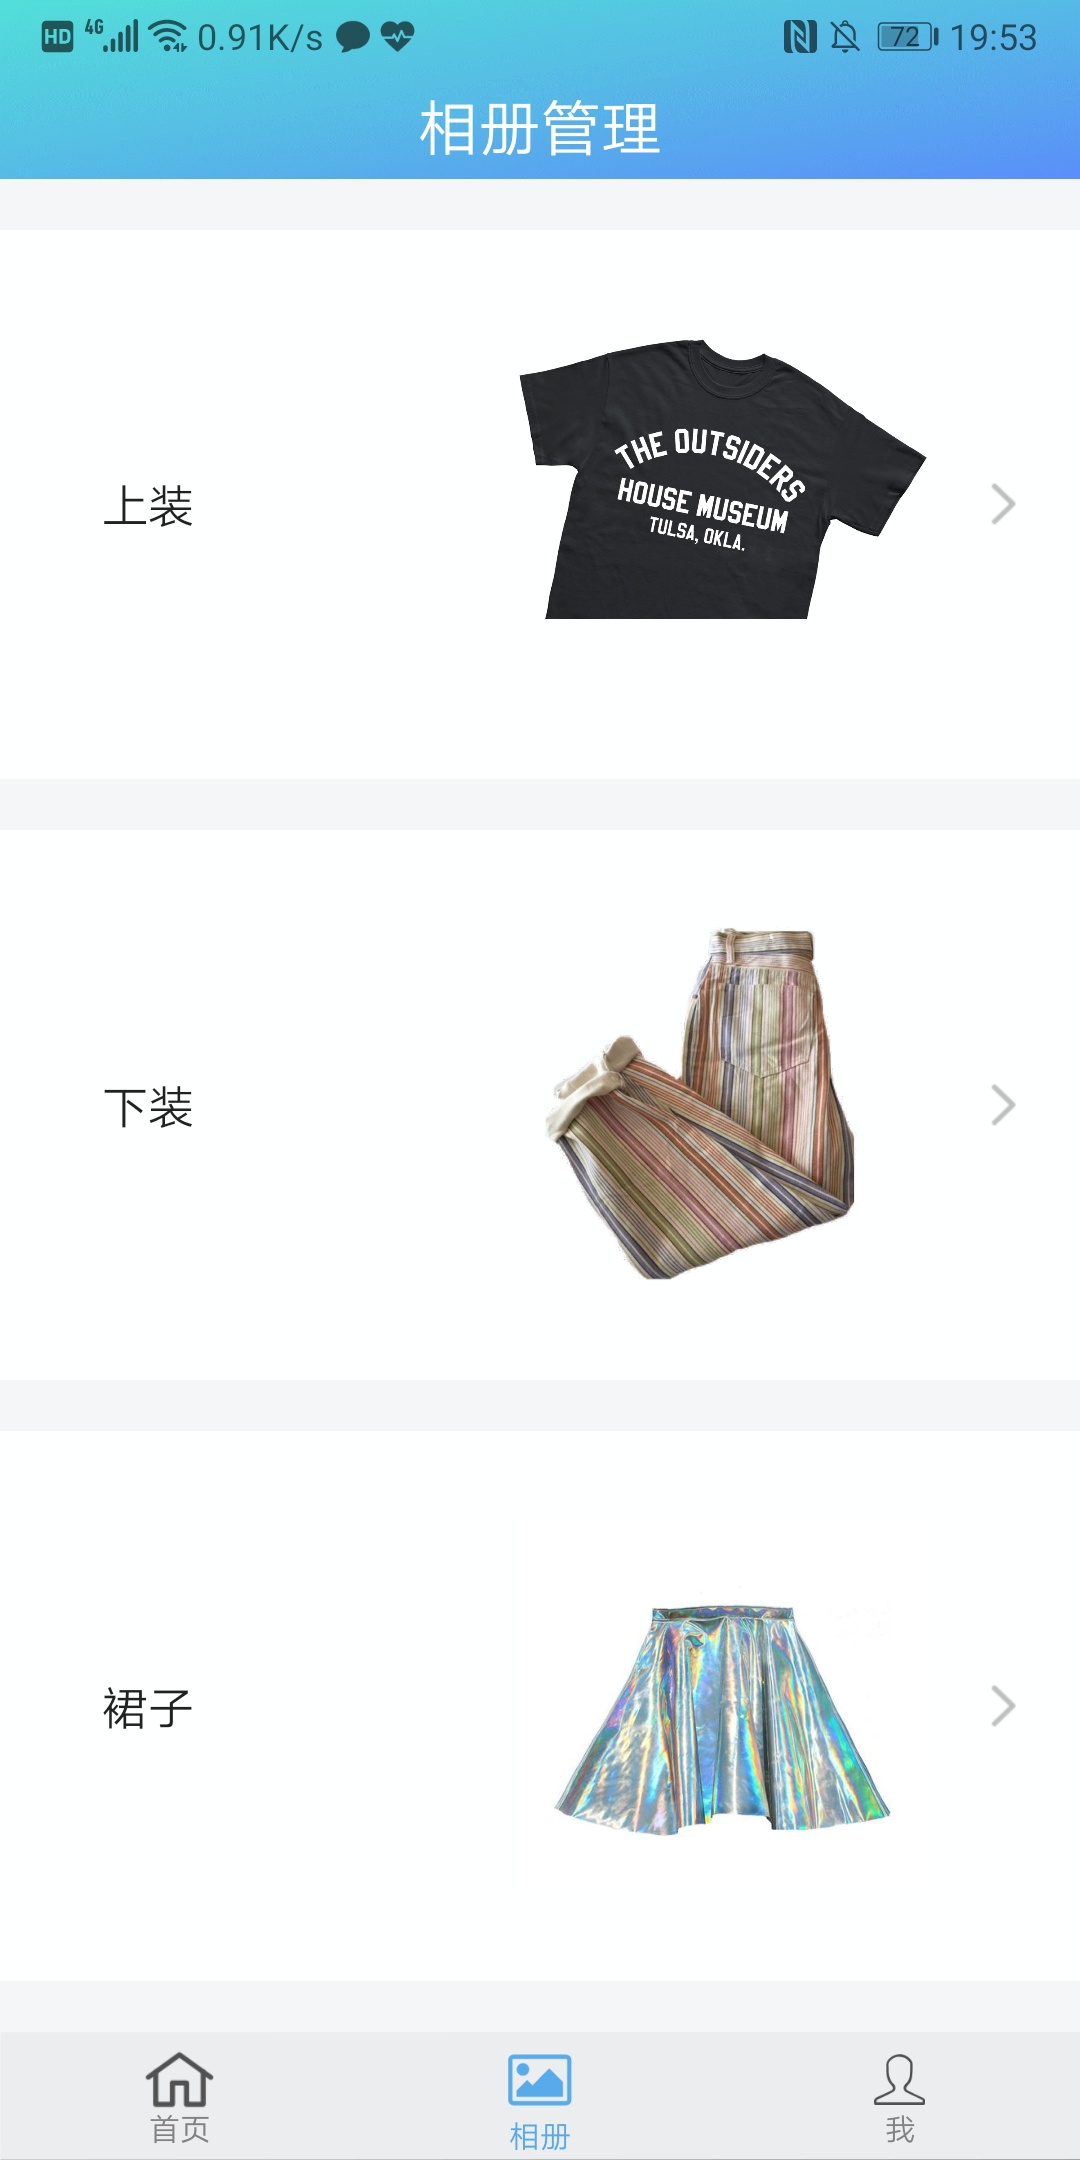 HD 4G 0.91K/s 72 19:53
相册管理
上装
THE OUTSIDERS
HOUSE MUSEUM
TULSA, OKLA.
下装
裙子
首页 相册 我